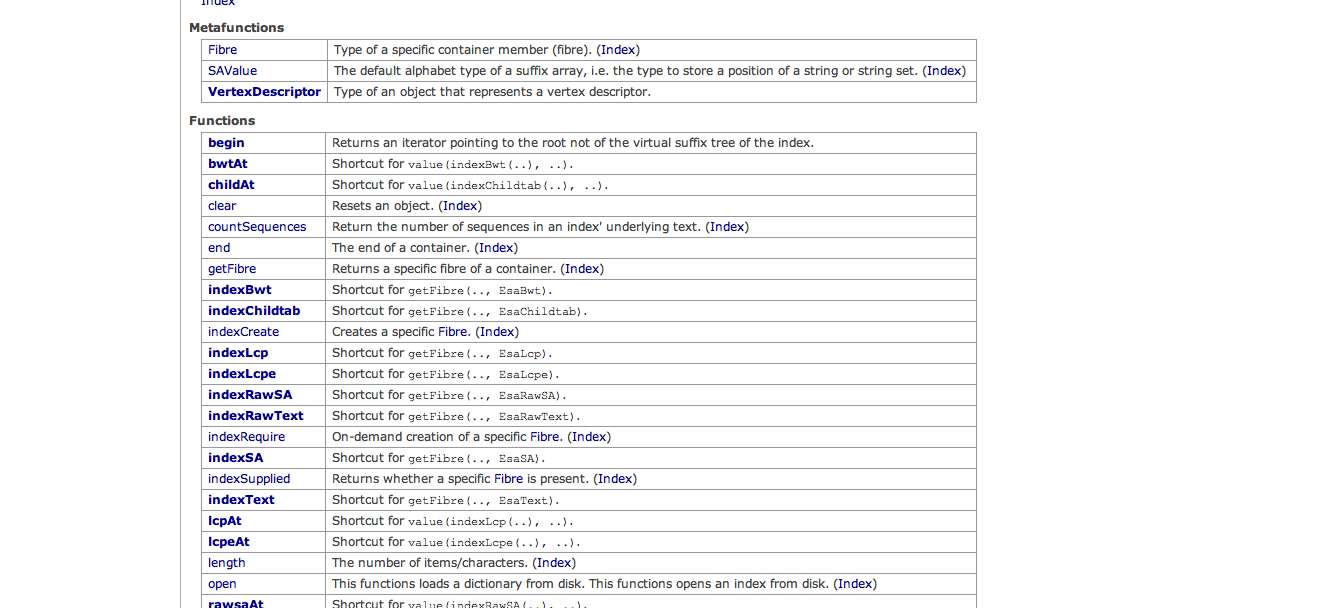 Index
Metafunctions
Fibre Type of a specific container member (fibre). (Index)
SAValue The default alphabet type of a suffix array, i.e. the type to store a position of a string or string set. (Index)
VertexDescriptor Type of an object that represents a vertex descriptor.
Functions
begin Returns an iterator pointing to the root not of the virtual suffix tree of the index.
bwtAt Shortcut for value(indexBwt(..), ..).
childAt Shortcut for value(indexChildtab(..), ..).
clear Resets an object. (Index)
countSequences Return the number of sequences in an index' underlying text. (Index)
end The end of a container. (Index)
getFibre Returns a specific fibre of a container. (Index)
indexBwt Shortcut for getFibre(.., EsaBwt).
indexChildtab Shortcut for getFibre(.., EsaChildtab).
indexCreate Creates a specific Fibre. (Index)
indexLcp Shortcut for getFibre(.., EsaLcp).
indexLcpe Shortcut for getFibre(.., EsaLcpe).
indexRawSA Shortcut for getFibre(.., EsaRawSA).
indexRawText Shortcut for getFibre(.., EsaRawText).
indexRequire On-demand creation of a specific Fibre. (Index)
indexSA Shortcut for getFibre(.., EsaSA).
indexSupplied Returns whether a specific Fibre is present. (Index)
indexText Shortcut for getFibre(.., EsaText).
lcpAt Shortcut for value(indexLcp(..), ..).
lcpeAt Shortcut for value(indexLcpe(..), ..).
length The number of items/characters. (Index)
open This functions loads a dictionary from disk. This functions opens an index from disk. (Index)
rawsaAt Shortcut for value(indexRawSA(..), ..).